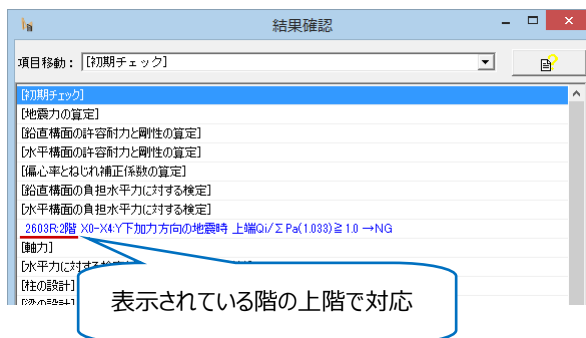 結果確認
項目移動： [初期チェック]
[初期チェック]
[地震力の算定]
[鉛直構面の許容耐力と剛性の算定]
[水平構面の許容耐力と剛性の算定]
[偏心率とねじれ補正係数の算定]
[鉛直構面の負担水平力に対する検定]
[水平構面の負担水平力に対する検定]
2603R:2階 X0-X4:Y下加力方向の地震時 上端Qi/ΣPa(1.033)≧1.0 →NG
[軸力]
[水平力に対す
[柱の設計]
表示されている階の上階で対応